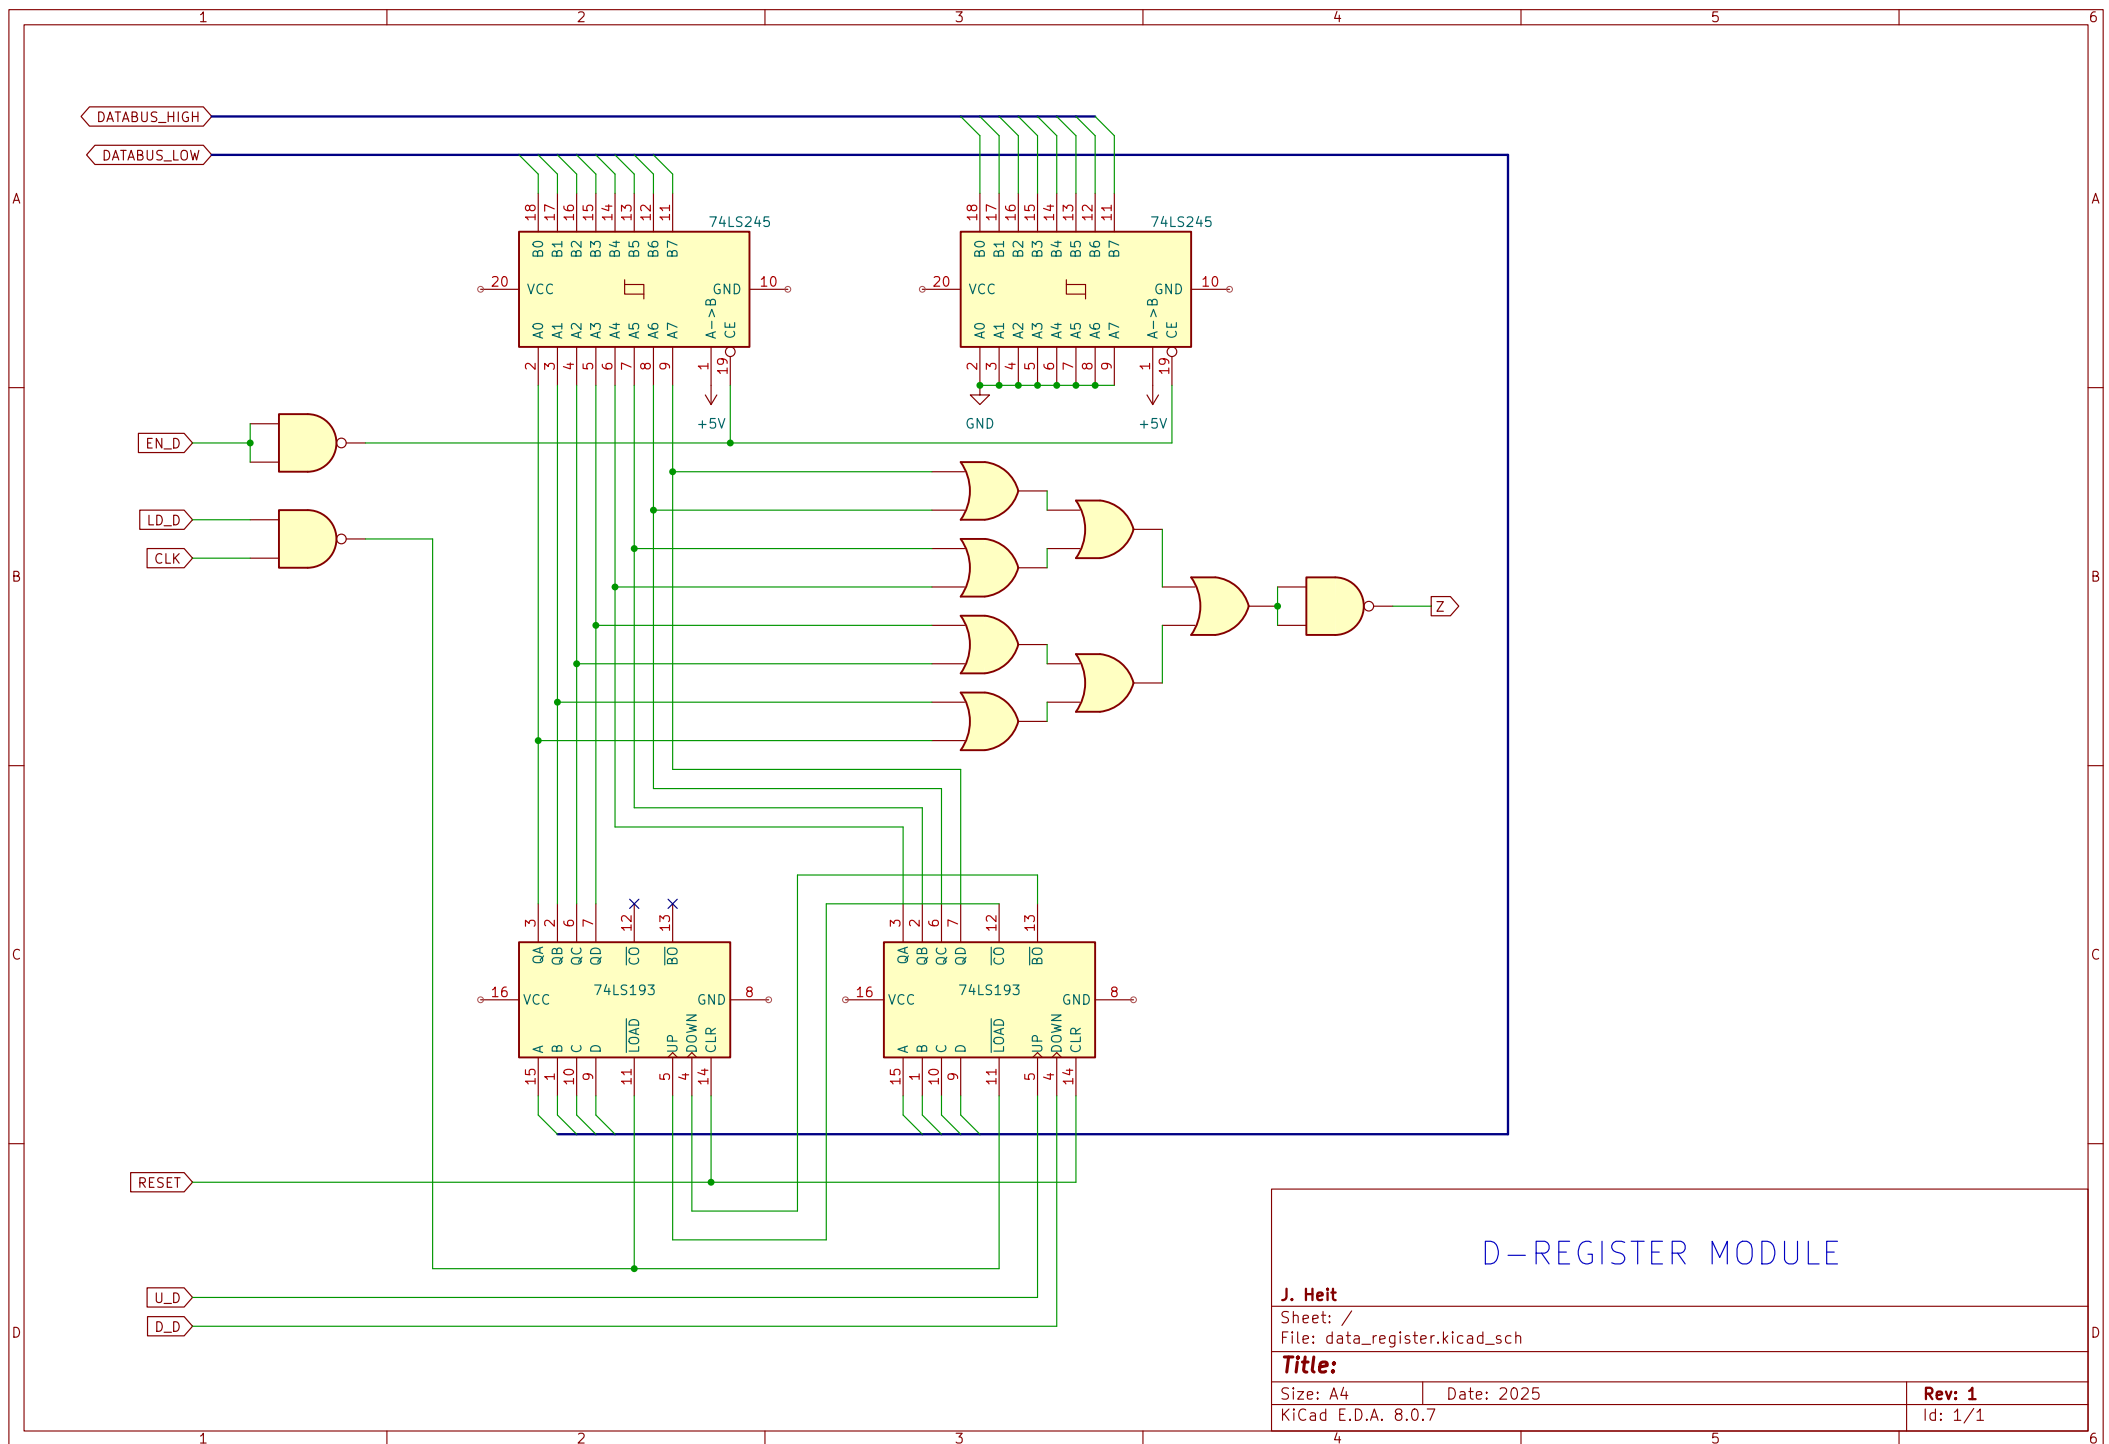 1 2 3 4 5 6
DATABUS_HIGH
DATABUS_LOW
A A
18 17 16 15 14 13 12 11 74LS245
18 17 16 15 14 13 12 11 74LS245
B0 B1 B2 B3 B4 B5 B6 B7
B0 B1 B2 B3 B4 B5 B6 B7
20 VCC GND 10
20 VCC GND 10
A0 A1 A2 A3 A4 A5 A6 A7 A->B CE
A0 A1 A2 A3 A4 A5 A6 A7 A->B CE
2 3 4 5 6 7 8 9 1 19
2 3 4 5 6 7 8 9 1 19
+5V
GND
+5V
EN_D
LD_D
CLK
B B
Z
3 2 6 7 12 13
3 2 6 7 12 13
C C
QA QB QC QD CO BO
QA QB QC QD CO BO
74LS193
74LS193
16 VCC GND 8
16 VCC GND 8
A B C D LOAD UP DOWN CLR
A B C D LOAD UP DOWN CLR
15 1 10 9 11 5 4 14
15 1 10 9 11 5 4 14
RESET
U_D
D_D
D D
D-REGISTER MODULE
J. Heit
Sheet: /
File: data_register.kicad_sch
Title:
Size: A4 Date: 2025 Rev: 1
KiCad E.D.A. 8.0.7 Id: 1/1
1 2 3 4 5 6